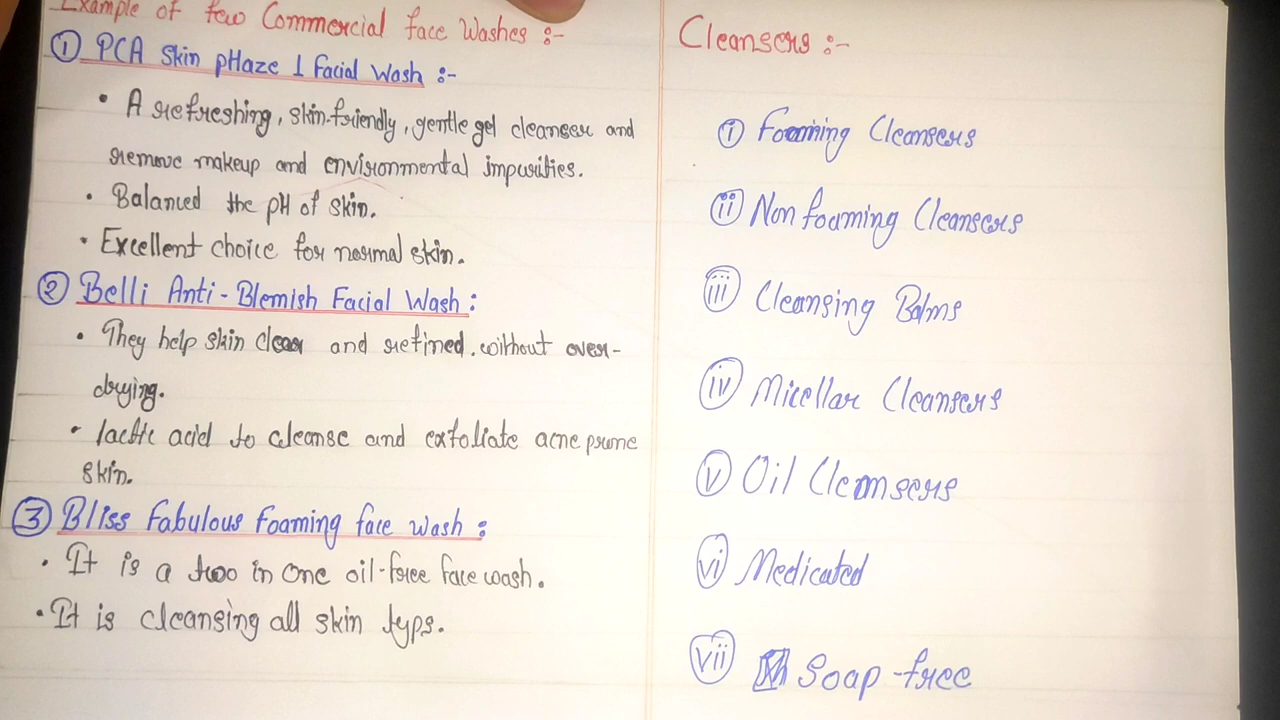 Example of few Commercial face Washes :-
① PCA Skin pHaze 1 Facial Wash :-
• A refreshing, skin-friendly, gentle gel cleanser and
remove makeup and environmental impurities.
• Balanced the pH of skin.
• Excellent choice for normal skin.
② Belli Anti-Blemish Facial Wash :
• They help skin clear and refined. without over-
drying.
• lactic acid to cleanse and exfoliate acne prone
skin.
③ Bliss Fabulous Foaming face wash :
• It is a two in one oil-free face wash.
• It is cleansing all skin typs.
Cleansers :-
ⓘ Foaming Cleansers
ii Non foaming Cleansers
iii Cleansing Balms
iv Micellar Cleansers
v Oil Cleansers
vi Medicated
vii Soap-free